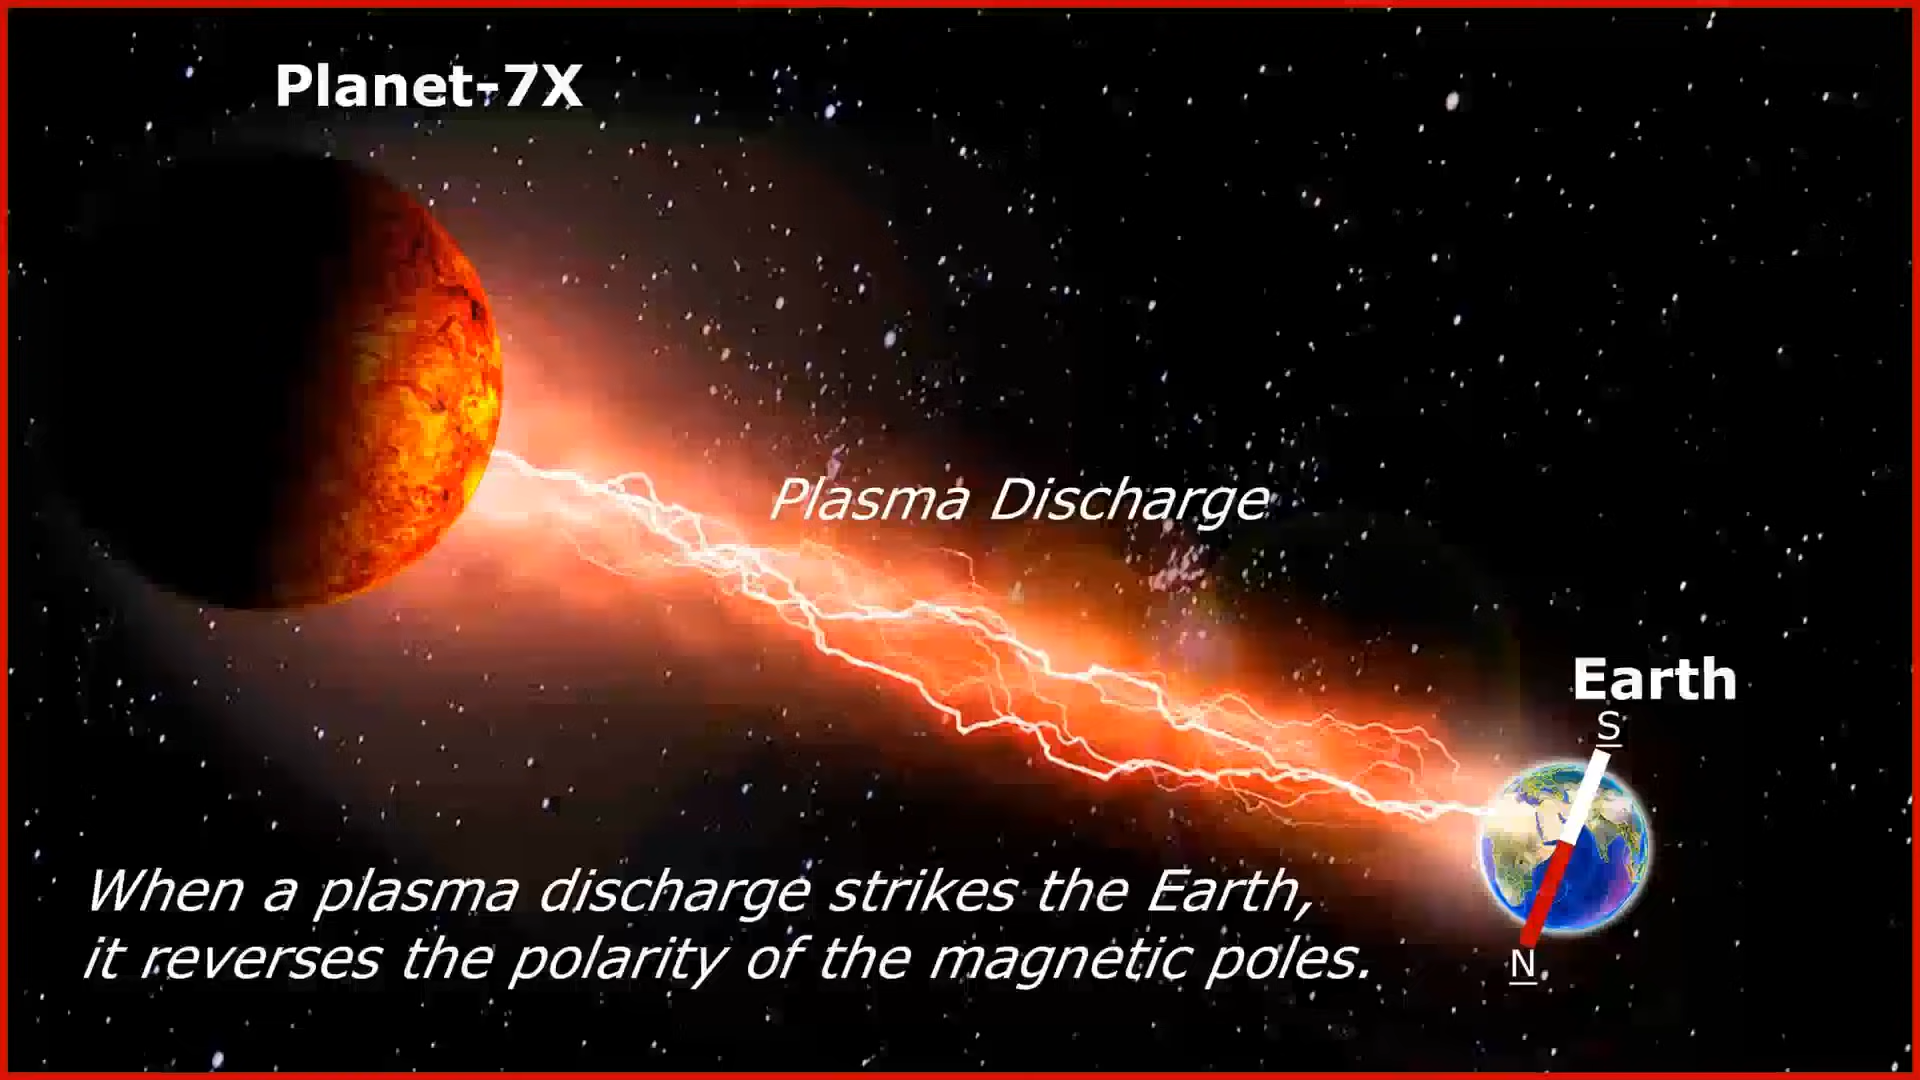 Planet-7X
Plasma Discharge
Earth
S
N
When a plasma discharge strikes the Earth,
it reverses the polarity of the magnetic poles.